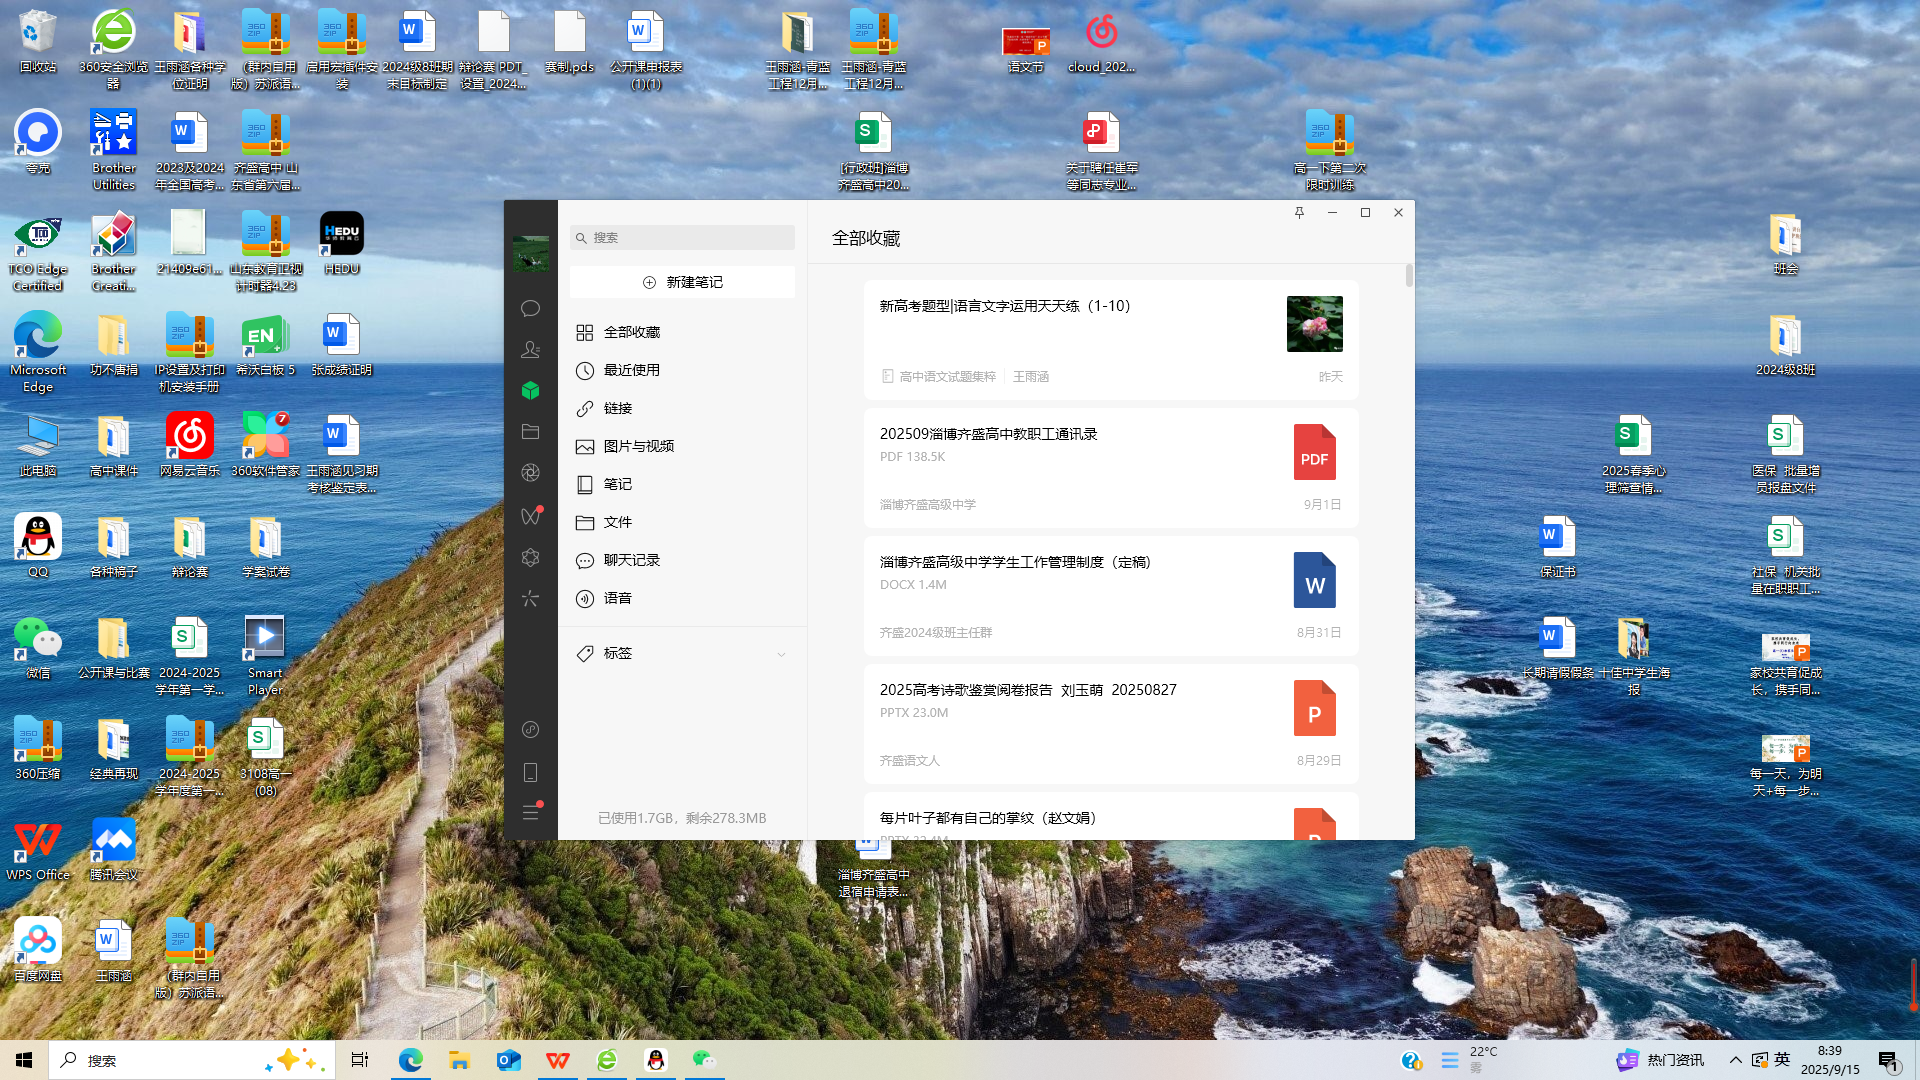 回收站
360安全浏览
器
王雨涵各种学
位证明
（群内自用
版）苏派语...
启用宏插件安
装
2024级8班期
末目标制定
辩论赛 PDT_
设置_2024...
赛制.pds
公开课申报表
(1)(1)
王雨涵-青蓝
工程12月...
王雨涵-青蓝
工程12月...
语文节
cloud_202...
夸克
Brother
Utilities
2023及2024
年全国高考...
齐盛高中 山
东省第六届...
[行政班]淄博
齐盛高中20...
关于聘任崔军
等同志专业...
高一下第二次
限时训练
TCO Edge
Certified
Brother
Creati...
21409e61...
山东教育卫视
计时器4.23
HEDU
班会
Microsoft
Edge
功不唐捐
IP设置及打印
机安装手册
希沃白板 5
张成绩证明
2024级8班
此电脑
高中课件
网易云音乐
360软件管家
王雨涵见习期
考核鉴定表...
2025春季心
理筛查情...
医保_批量增
员报盘文件
QQ
各种稿子
辩论赛
学案试卷
保证书
社保_机关批
量在职职工...
微信
公开课与比赛
2024-2025
学年第一学...
Smart
Player
长期请假假条
十佳中学生海
报
家校共育促成
长，携手同...
360压缩
经典再现
2024-2025
学年度第一...
3108高一
(08)
每一天，为明
天+每一步...
WPS Office
腾讯会议
淄博齐盛高中
退宿申请表...
百度网盘
王雨涵
（群内自用
版）苏派语...
搜索
新建笔记
全部收藏
最近使用
链接
图片与视频
笔记
文件
聊天记录
语音
标签
已使用1.7GB，剩余278.3MB
全部收藏
新高考题型|语言文字运用天天练（1-10）
高中语文试题集粹 王雨涵
昨天
202509淄博齐盛高中教职工通讯录
PDF 138.5K
PDF
淄博齐盛高级中学
9月1日
淄博齐盛高级中学学生工作管理制度（定稿）
DOCX 1.4M
W
齐盛2024级班主任群
8月31日
2025高考诗歌鉴赏阅卷报告 刘玉萌 20250827
PPTX 23.0M
P
齐盛语文人
8月29日
每片叶子都有自己的掌纹（赵文娟）
搜索
22°C
雾
热门资讯
英
8:39
2025/9/15
1